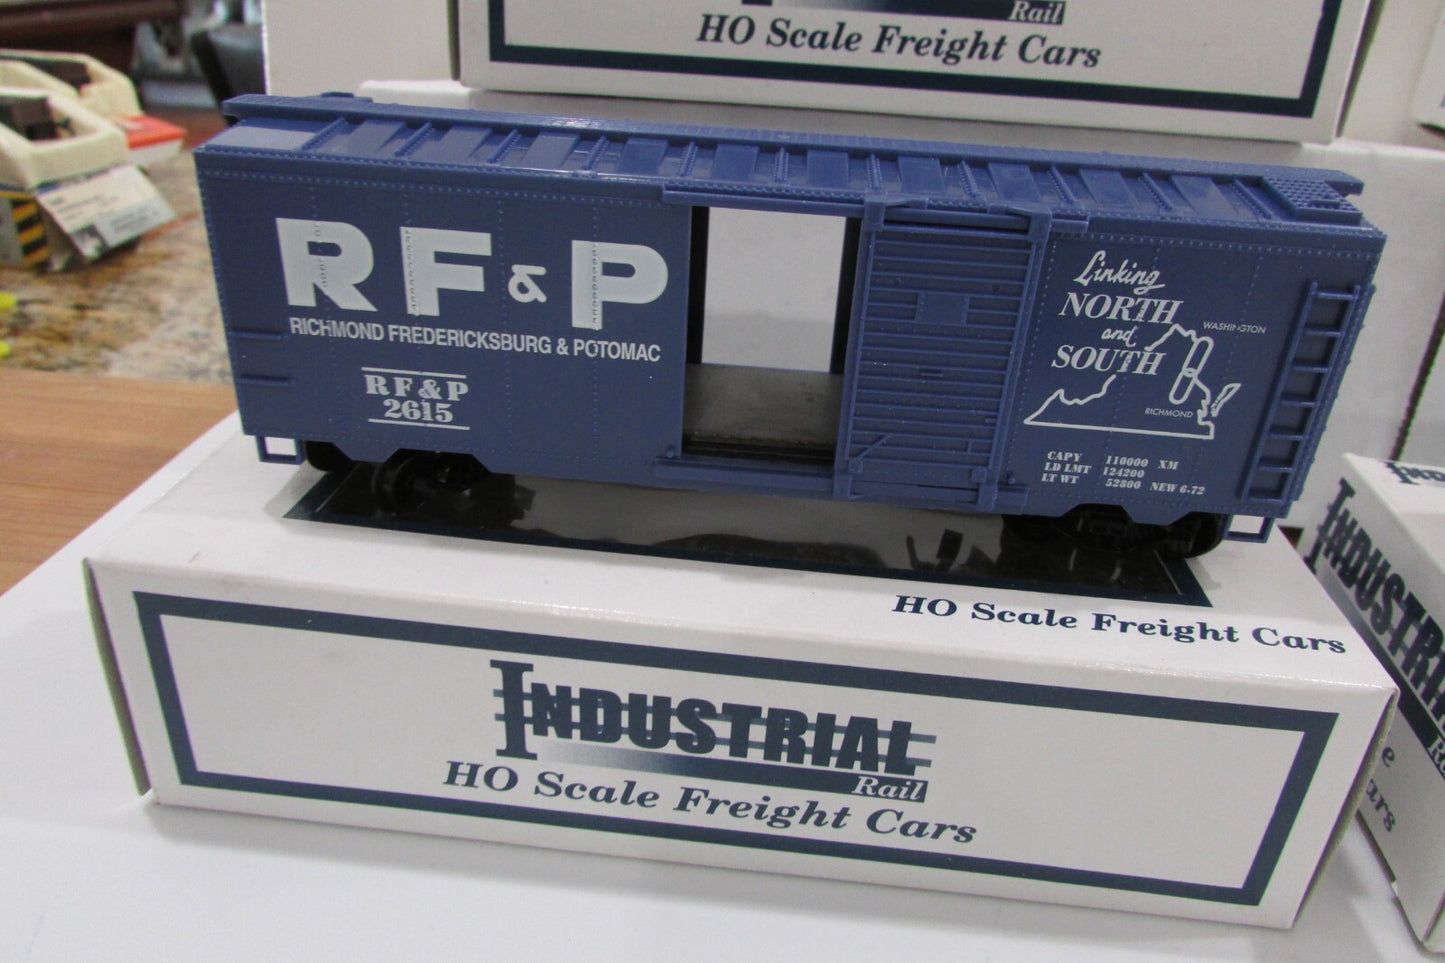 Rail
HO Scale Freight Cars
RF&P
RICHMOND FREDERICKSBURG & POTOMAC
RF&P
2615
Linking
NORTH
and
SOUTH
WASHINGTON
RICHMOND
CAPY 110000 XM
LD LMT 124200
LT WT 52800 NEW 6-72
HO Scale Freight Cars
INDUSTRIAL
Rail
HO Scale Freight Cars